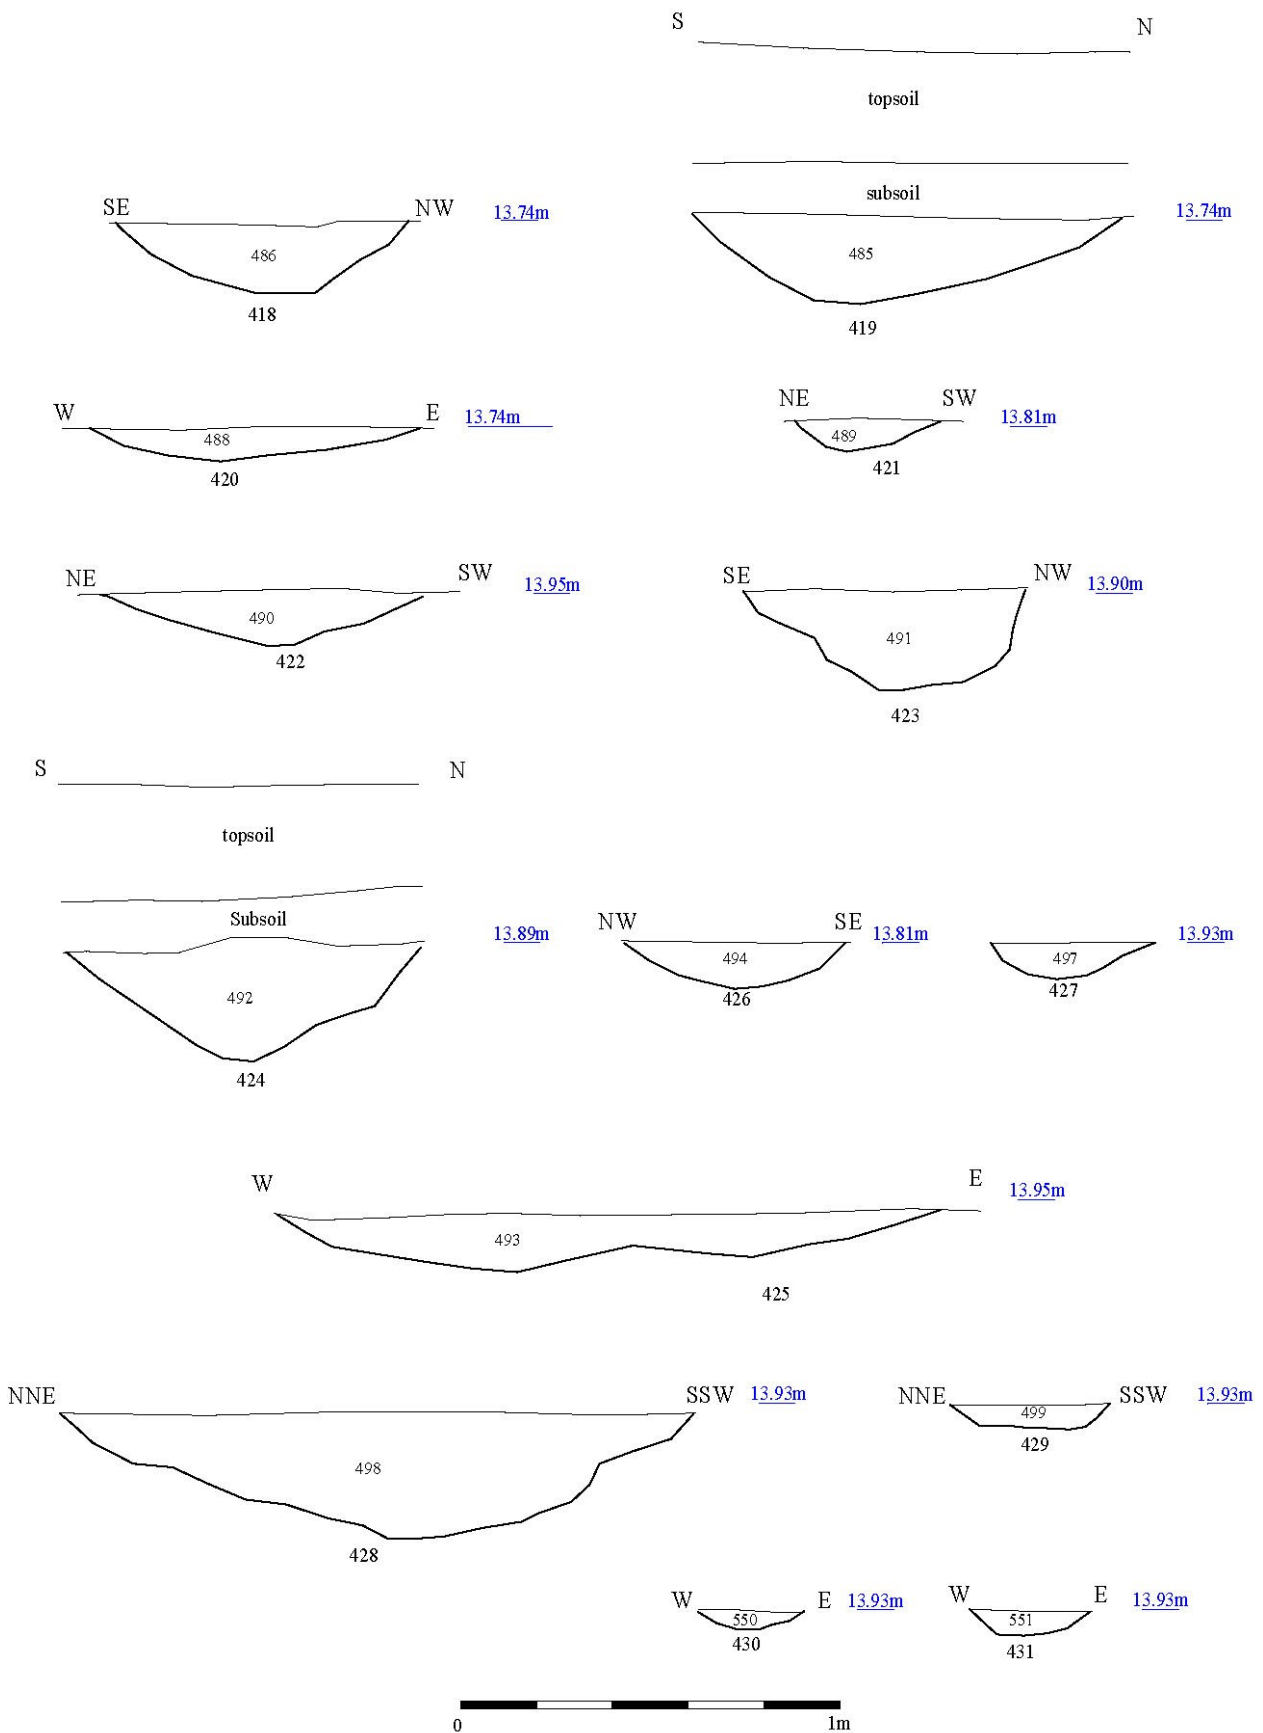 S N
topsoil
subsoil
SE NW 13.74m
13.74m
486
485
418
419
W E 13.74m
NE SW 13.81m
488
489
420
421
NE SW 13.95m
SE NW 13.90m
490
491
422
423
S N
topsoil
Subsoil
13.89m
NW SE 13.81m
13.93m
492
494
497
426
427
424
W E 13.95m
493
425
NNE SSW 13.93m
NNE SSW 13.93m
499
429
498
428
W E 13.93m
W E 13.93m
550
551
430
431
0 1m